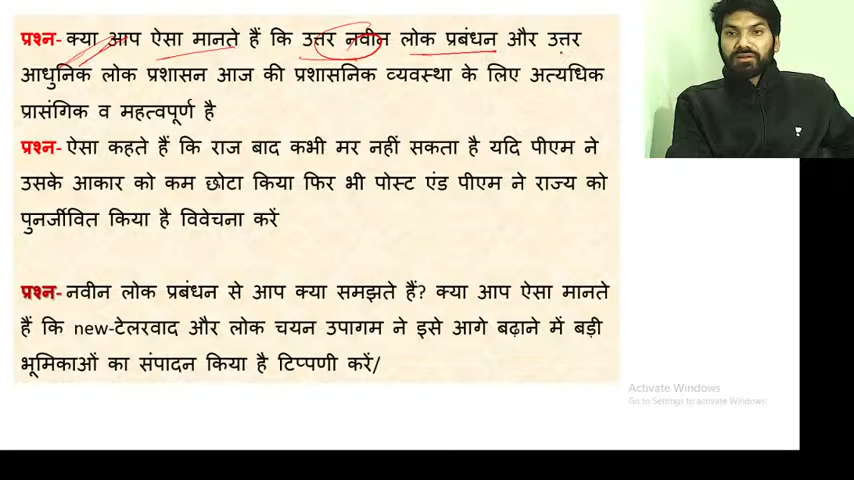 प्रश्न- क्या आप ऐसा मानते हैं कि उत्तर नवीन लोक प्रबंधन और उत्तर
आधुनिक लोक प्रशासन आज की प्रशासनिक व्यवस्था के लिए अत्यधिक
प्रासंगिक व महत्वपूर्ण है
प्रश्न- ऐसा कहते हैं कि राज बाद कभी मर नहीं सकता है यदि पीएम ने
उसके आकार को कम छोटा किया फिर भी पोस्ट एंड पीएम ने राज्य को
पुनर्जीवित किया है विवेचना करें
प्रश्न- नवीन लोक प्रबंधन से आप क्या समझते हैं? क्या आप ऐसा मानते
हैं कि new-टेलरवाद और लोक चयन उपागम ने इसे आगे बढ़ाने में बड़ी
भूमिकाओं का संपादन किया है टिप्पणी करें/
Activate Windows
Go to Settings to activate Windows.